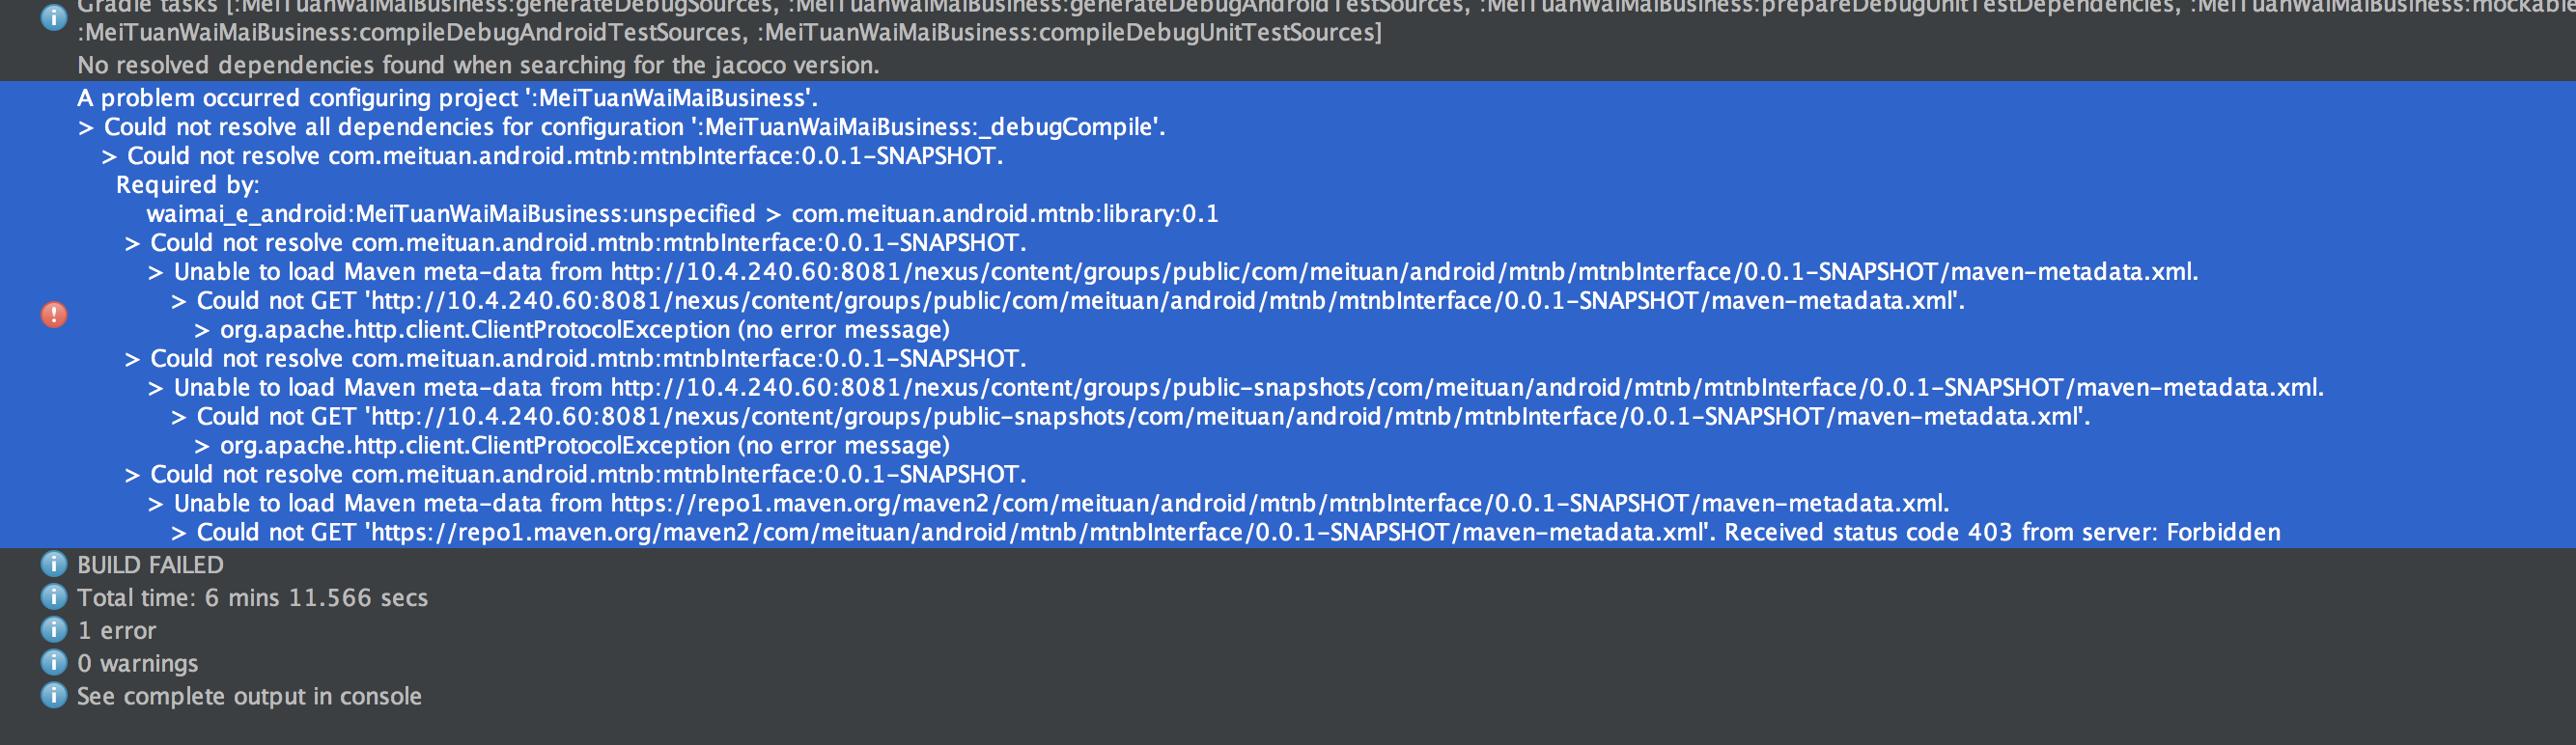 Gradle tasks [:MeiTuanWaiMaiBusiness:generateDebugSources, :MeiTuanWaiMaiBusiness:generateDebugAndroidTestSources, :MeiTuanWaiMaiBusiness:prepareDebugUnitTestDependencies, :MeiTuanWaiMaiBusiness:mockable
:MeiTuanWaiMaiBusiness:compileDebugAndroidTestSources, :MeiTuanWaiMaiBusiness:compileDebugUnitTestSources]
No resolved dependencies found when searching for the jacoco version.
A problem occurred configuring project ':MeiTuanWaiMaiBusiness'.
> Could not resolve all dependencies for configuration ':MeiTuanWaiMaiBusiness:_debugCompile'.
> Could not resolve com.meituan.android.mtnb:mtnbInterface:0.0.1-SNAPSHOT.
Required by:
waimai_e_android:MeiTuanWaiMaiBusiness:unspecified > com.meituan.android.mtnb:library:0.1
> Could not resolve com.meituan.android.mtnb:mtnbInterface:0.0.1-SNAPSHOT.
> Unable to load Maven meta-data from http://10.4.240.60:8081/nexus/content/groups/public/com/meituan/android/mtnb/mtnbInterface/0.0.1-SNAPSHOT/maven-metadata.xml.
> Could not GET 'http://10.4.240.60:8081/nexus/content/groups/public/com/meituan/android/mtnb/mtnbInterface/0.0.1-SNAPSHOT/maven-metadata.xml'.
> org.apache.http.client.ClientProtocolException (no error message)
> Could not resolve com.meituan.android.mtnb:mtnbInterface:0.0.1-SNAPSHOT.
> Unable to load Maven meta-data from http://10.4.240.60:8081/nexus/content/groups/public-snapshots/com/meituan/android/mtnb/mtnbInterface/0.0.1-SNAPSHOT/maven-metadata.xml.
> Could not GET 'http://10.4.240.60:8081/nexus/content/groups/public-snapshots/com/meituan/android/mtnb/mtnbInterface/0.0.1-SNAPSHOT/maven-metadata.xml'.
> org.apache.http.client.ClientProtocolException (no error message)
> Could not resolve com.meituan.android.mtnb:mtnbInterface:0.0.1-SNAPSHOT.
> Unable to load Maven meta-data from https://repo1.maven.org/maven2/com/meituan/android/mtnb/mtnbInterface/0.0.1-SNAPSHOT/maven-metadata.xml.
> Could not GET 'https://repo1.maven.org/maven2/com/meituan/android/mtnb/mtnbInterface/0.0.1-SNAPSHOT/maven-metadata.xml'. Received status code 403 from server: Forbidden
BUILD FAILED
Total time: 6 mins 11.566 secs
1 error
0 warnings
See complete output in console